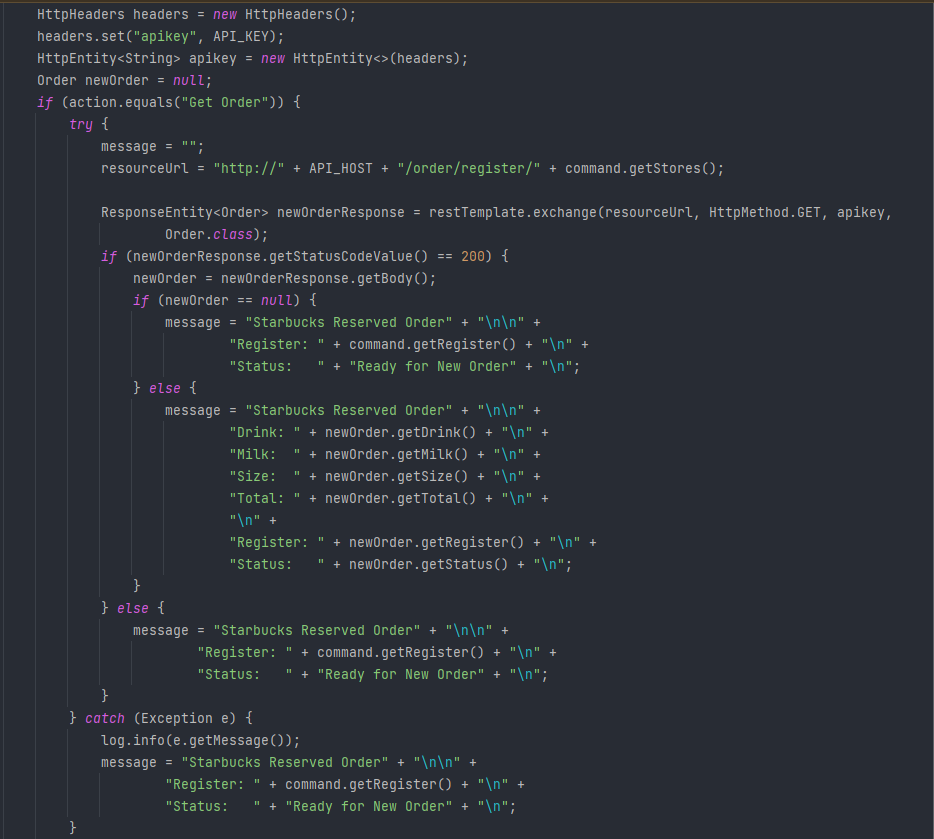 HttpHeaders headers = new HttpHeaders();
headers.set("apikey", API_KEY);
HttpEntity<String> apikey = new HttpEntity<>(headers);
Order newOrder = null;
if (action.equals("Get Order")) {
    try {
        message = "";
        resourceUrl = "http://" + API_HOST + "/order/register/" + command.getStores();

        ResponseEntity<Order> newOrderResponse = restTemplate.exchange(resourceUrl, HttpMethod.GET, apikey,
                Order.class);
        if (newOrderResponse.getStatusCodeValue() == 200) {
            newOrder = newOrderResponse.getBody();
            if (newOrder == null) {
                message = "Starbucks Reserved Order" + "\n\n" +
                        "Register: " + command.getRegister() + "\n" +
                        "Status:   " + "Ready for New Order" + "\n";
            } else {
                message = "Starbucks Reserved Order" + "\n\n" +
                        "Drink: " + newOrder.getDrink() + "\n" +
                        "Milk:  " + newOrder.getMilk() + "\n" +
                        "Size:  " + newOrder.getSize() + "\n" +
                        "Total: " + newOrder.getTotal() + "\n" +
                        "\n" +
                        "Register: " + newOrder.getRegister() + "\n" +
                        "Status:   " + newOrder.getStatus() + "\n";
            }
        } else {
            message = "Starbucks Reserved Order" + "\n\n" +
                    "Register: " + command.getRegister() + "\n" +
                    "Status:   " + "Ready for New Order" + "\n";
        }
    } catch (Exception e) {
        log.info(e.getMessage());
        message = "Starbucks Reserved Order" + "\n\n" +
                "Register: " + command.getRegister() + "\n" +
                "Status:   " + "Ready for New Order" + "\n";
    }